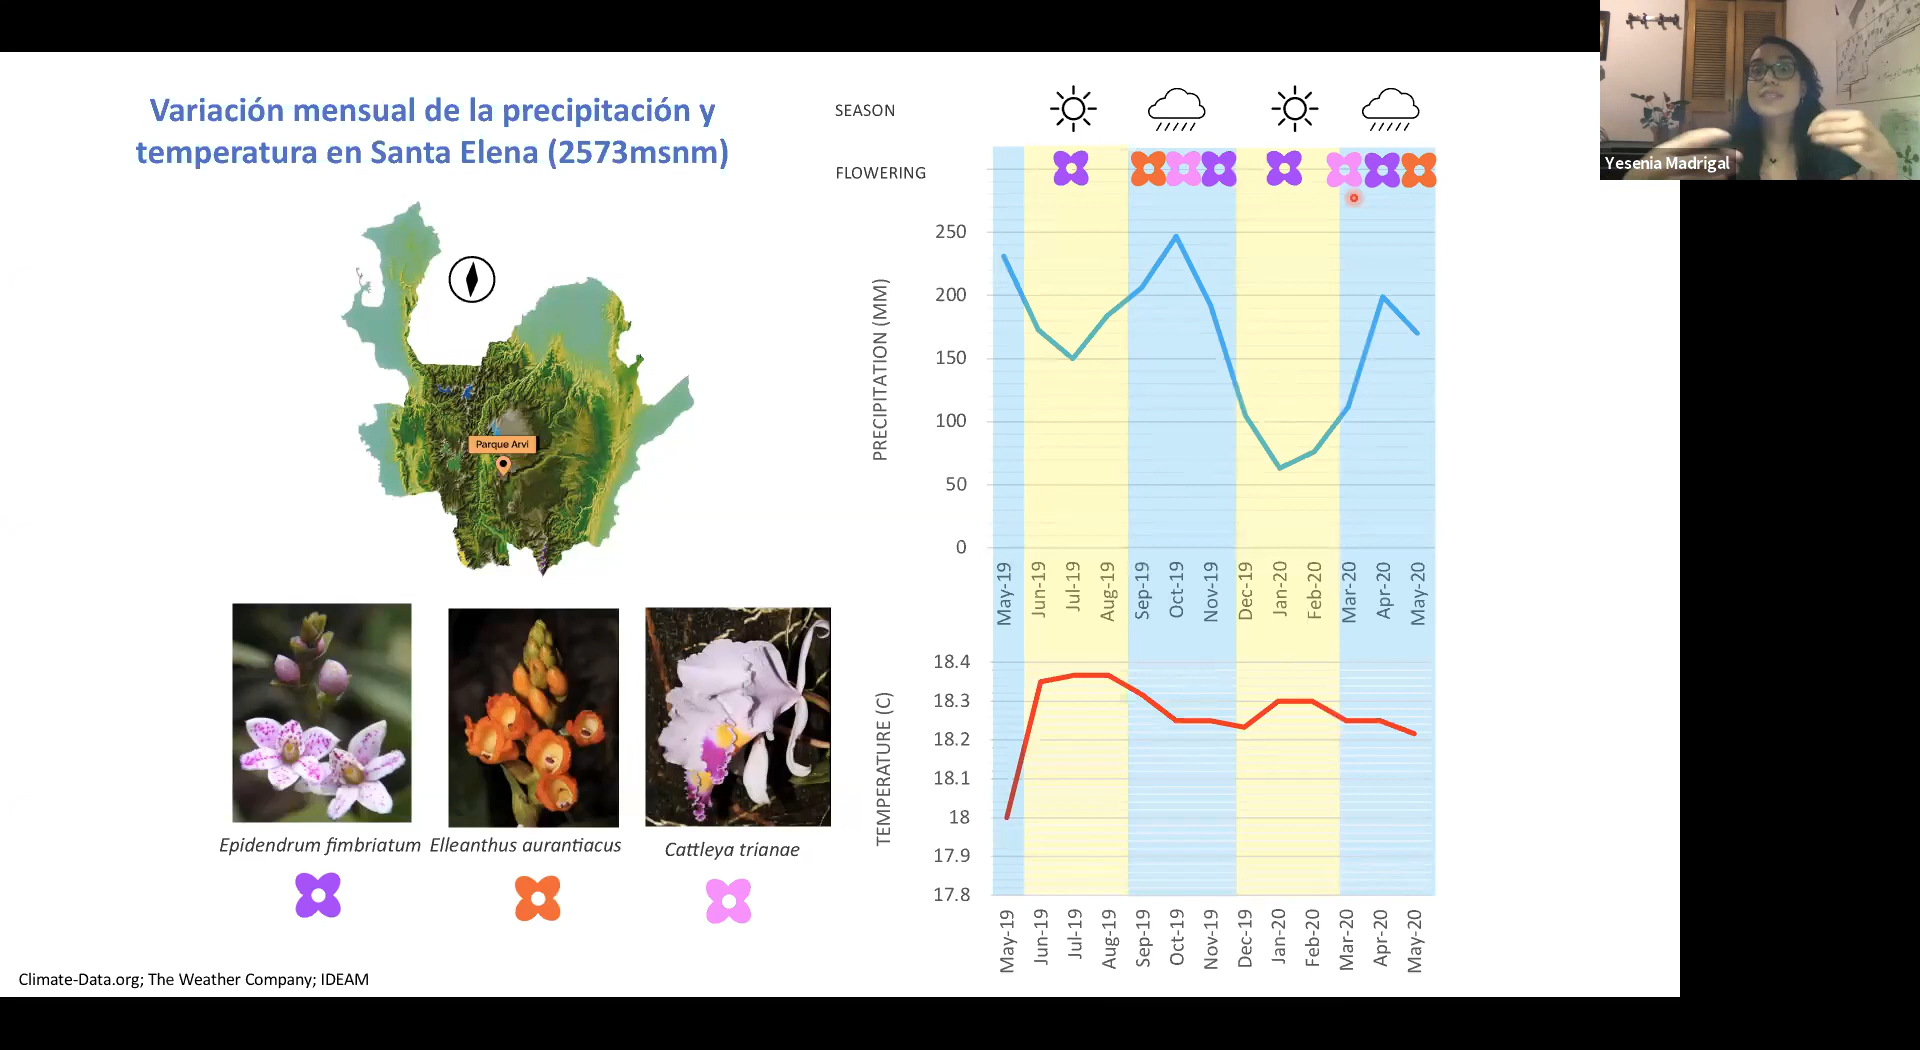 Variación mensual de la precipitación y
temperatura en Santa Elena (2573msnm)
Parque Arví
Epidendrum fimbriatum
Elleanthus aurantiacus
Cattleya trianae
Climate-Data.org; The Weather Company; IDEAM
SEASON
FLOWERING
PRECIPITATION (MM)
250
200
150
100
50
0
May-19
Jun-19
Jul-19
Aug-19
Sep-19
Oct-19
Nov-19
Dec-19
Jan-20
Feb-20
Mar-20
Apr-20
May-20
TEMPERATURE (C)
18.4
18.3
18.2
18.1
18
17.9
17.8
May-19
Jun-19
Jul-19
Aug-19
Sep-19
Oct-19
Nov-19
Dec-19
Jan-20
Feb-20
Mar-20
Apr-20
May-20
Yesenia Madrigal